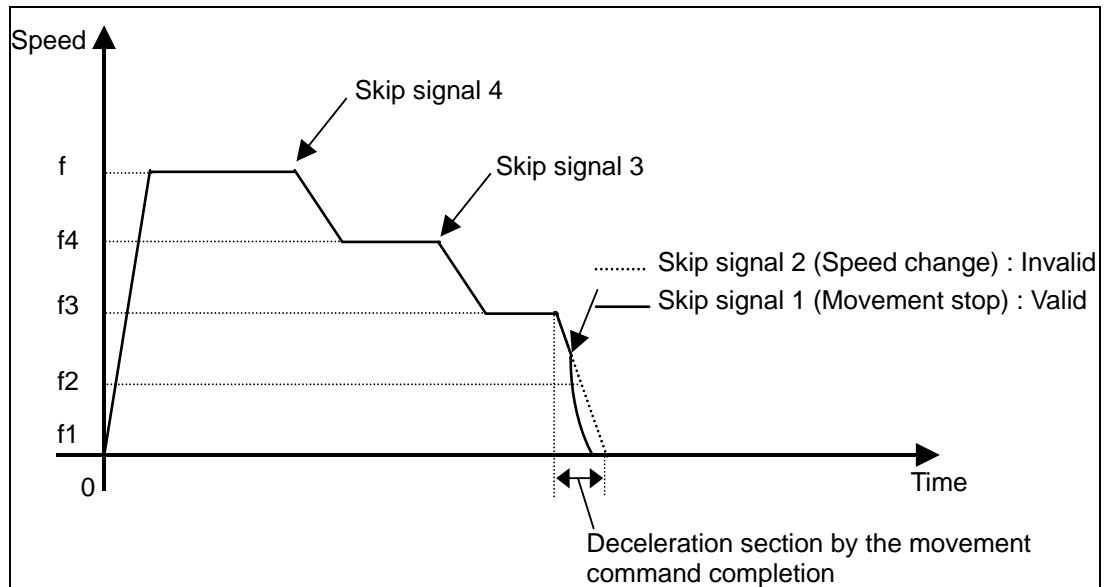 Speed
Skip signal 4
Skip signal 3
f
f4
Skip signal 2 (Speed change) : Invalid
Skip signal 1 (Movement stop) : Valid
f3
f2
f1
0
Time
Deceleration section by the movement
command completion